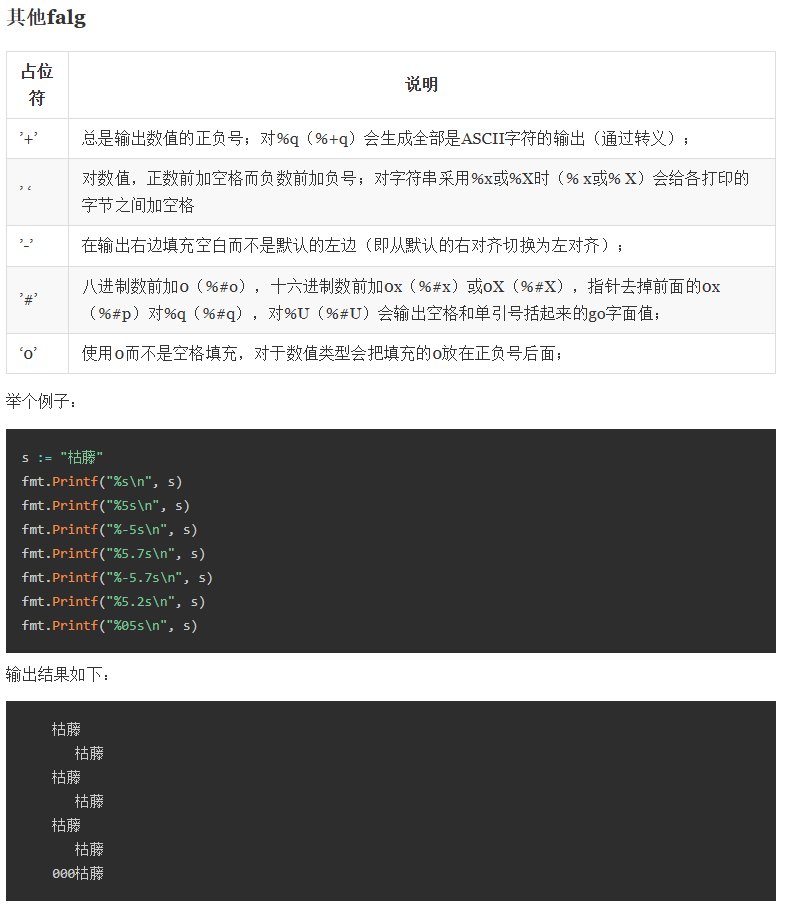 其他falg
占位
符
说明
’+’
总是输出数值的正负号；对%q（%+q）会生成全部是ASCII字符的输出（通过转义）；
’ ‘
对数值，正数前加空格而负数前加负号；对字符串采用%x或%X时（% x或% X）会给各打印的
字节之间加空格
’-’
在输出右边填充空白而不是默认的左边（即从默认的右对齐切换为左对齐）；
’#’
八进制数前加0（%#o），十六进制数前加0x（%#x）或0X（%#X），指针去掉前面的0x
（%#p）对%q（%#q），对%U（%#U）会输出空格和单引号括起来的go字面值；
‘0’
使用0而不是空格填充，对于数值类型会把填充的0放在正负号后面；
举个例子：
s := "枯藤"
fmt.Printf("%s\n", s)
fmt.Printf("%5s\n", s)
fmt.Printf("%-5s\n", s)
fmt.Printf("%5.7s\n", s)
fmt.Printf("%-5.7s\n", s)
fmt.Printf("%5.2s\n", s)
fmt.Printf("%05s\n", s)
输出结果如下：
枯藤
枯藤
枯藤
枯藤
枯藤
枯藤
000枯藤